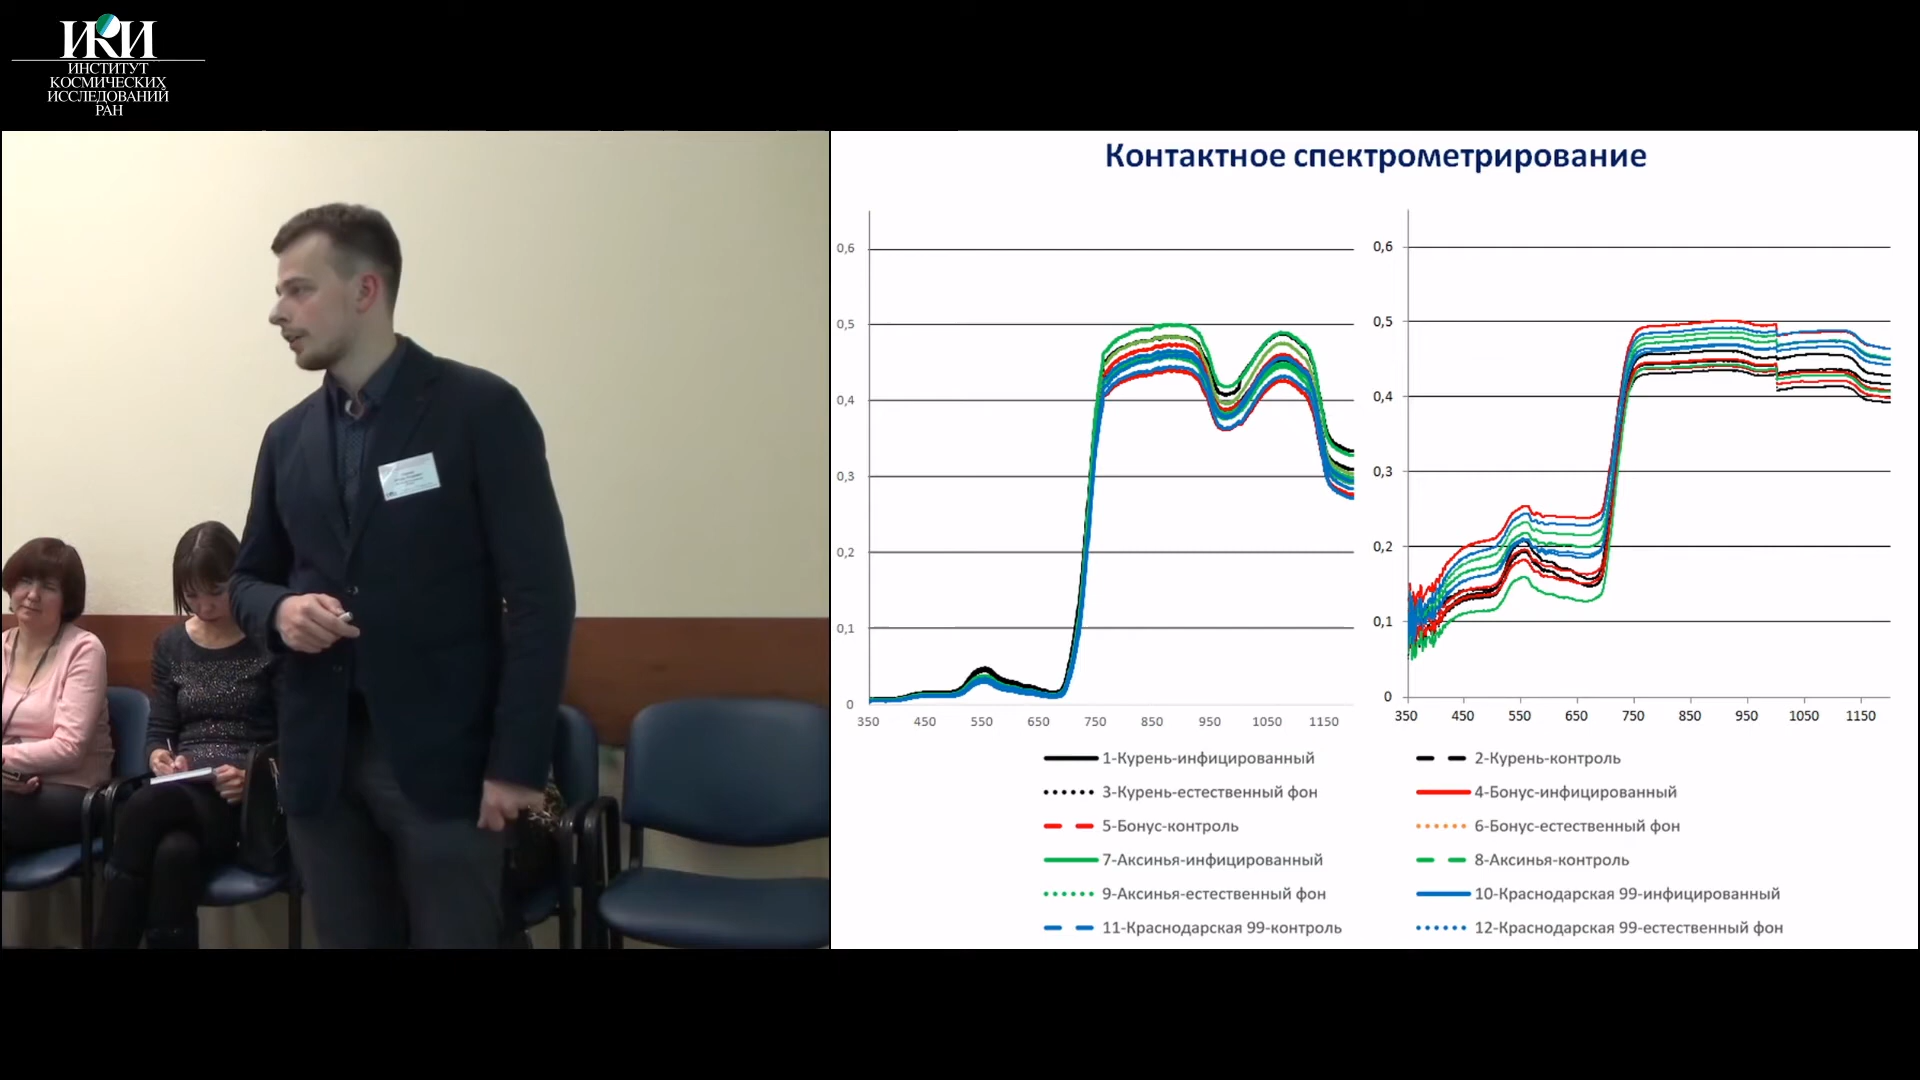 ИКИ
ИНСТИТУТ
КОСМИЧЕСКИХ
ИССЛЕДОВАНИЙ
РАН
Контактное спектрометрирование
0,6
0,5
0,4
0,3
0,2
0,1
0
350 450 550 650 750 850 950 1050 1150
0,6
0,5
0,4
0,3
0,2
0,1
0
350 450 550 650 750 850 950 1050 1150
1-Курень-инфицированный
2-Курень-контроль
3-Курень-естественный фон
4-Бонус-инфицированный
5-Бонус-контроль
6-Бонус-естественный фон
7-Аксинья-инфицированный
8-Аксинья-контроль
9-Аксинья-естественный фон
10-Краснодарская 99-инфицированный
11-Краснодарская 99-контроль
12-Краснодарская 99-естественный фон